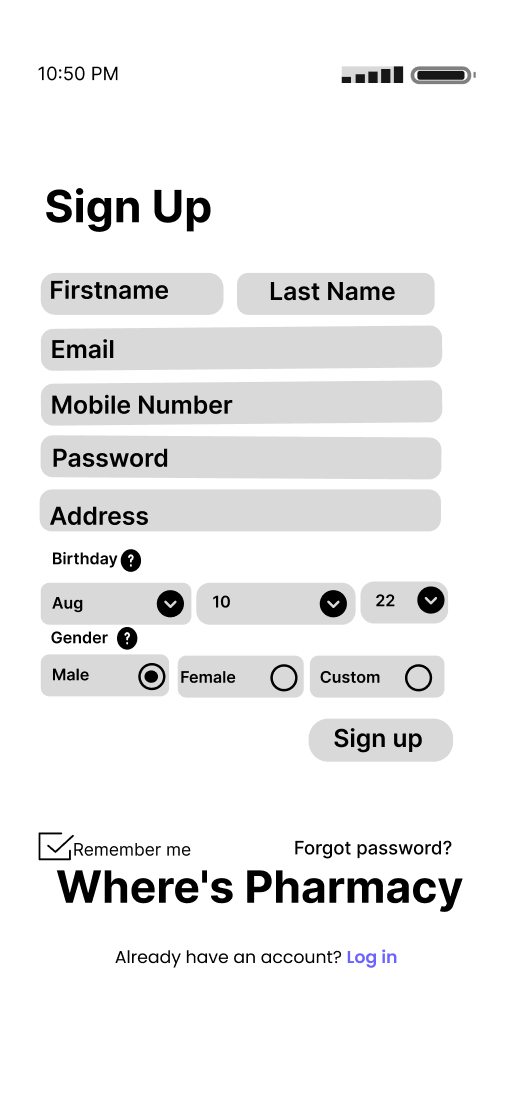 10:50 PM
Sign Up
Firstname Last Name
Email
Mobile Number
Password
Address
Birthday ?
Aug 10 22
Gender ?
Male Female Custom
Sign up
Remember me Forgot password?
Where's Pharmacy
Already have an account? Log in